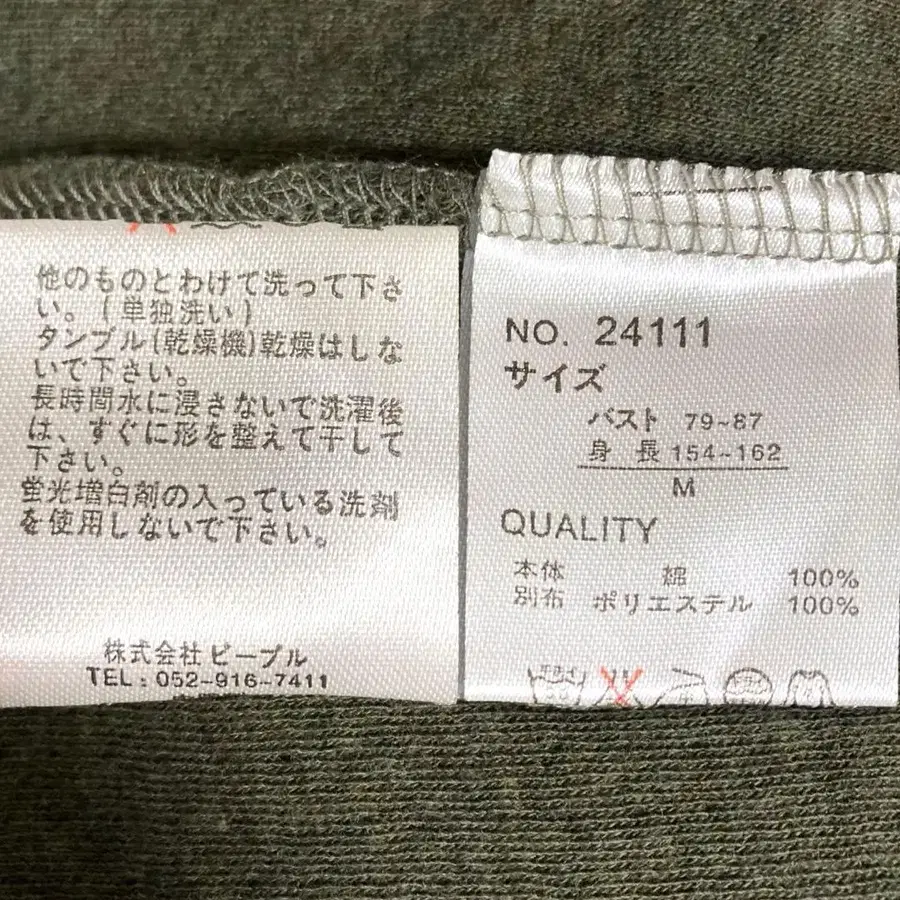 他のものとわけて洗って下さ
い。(単独洗い)
タンブル(乾燥機)乾燥はしな
いで下さい。
長時間水に浸さないで洗濯後
は、すぐに形を整えて干して
下さい。
蛍光増白剤の入っている洗剤
を使用しないで下さい。
株式会社 ピープル
TEL:052-916-7411
NO. 24111
サイズ
バスト 79~87
身 長 154~162
M
QUALITY
本体 綿 100%
別布 ポリエステル 100%